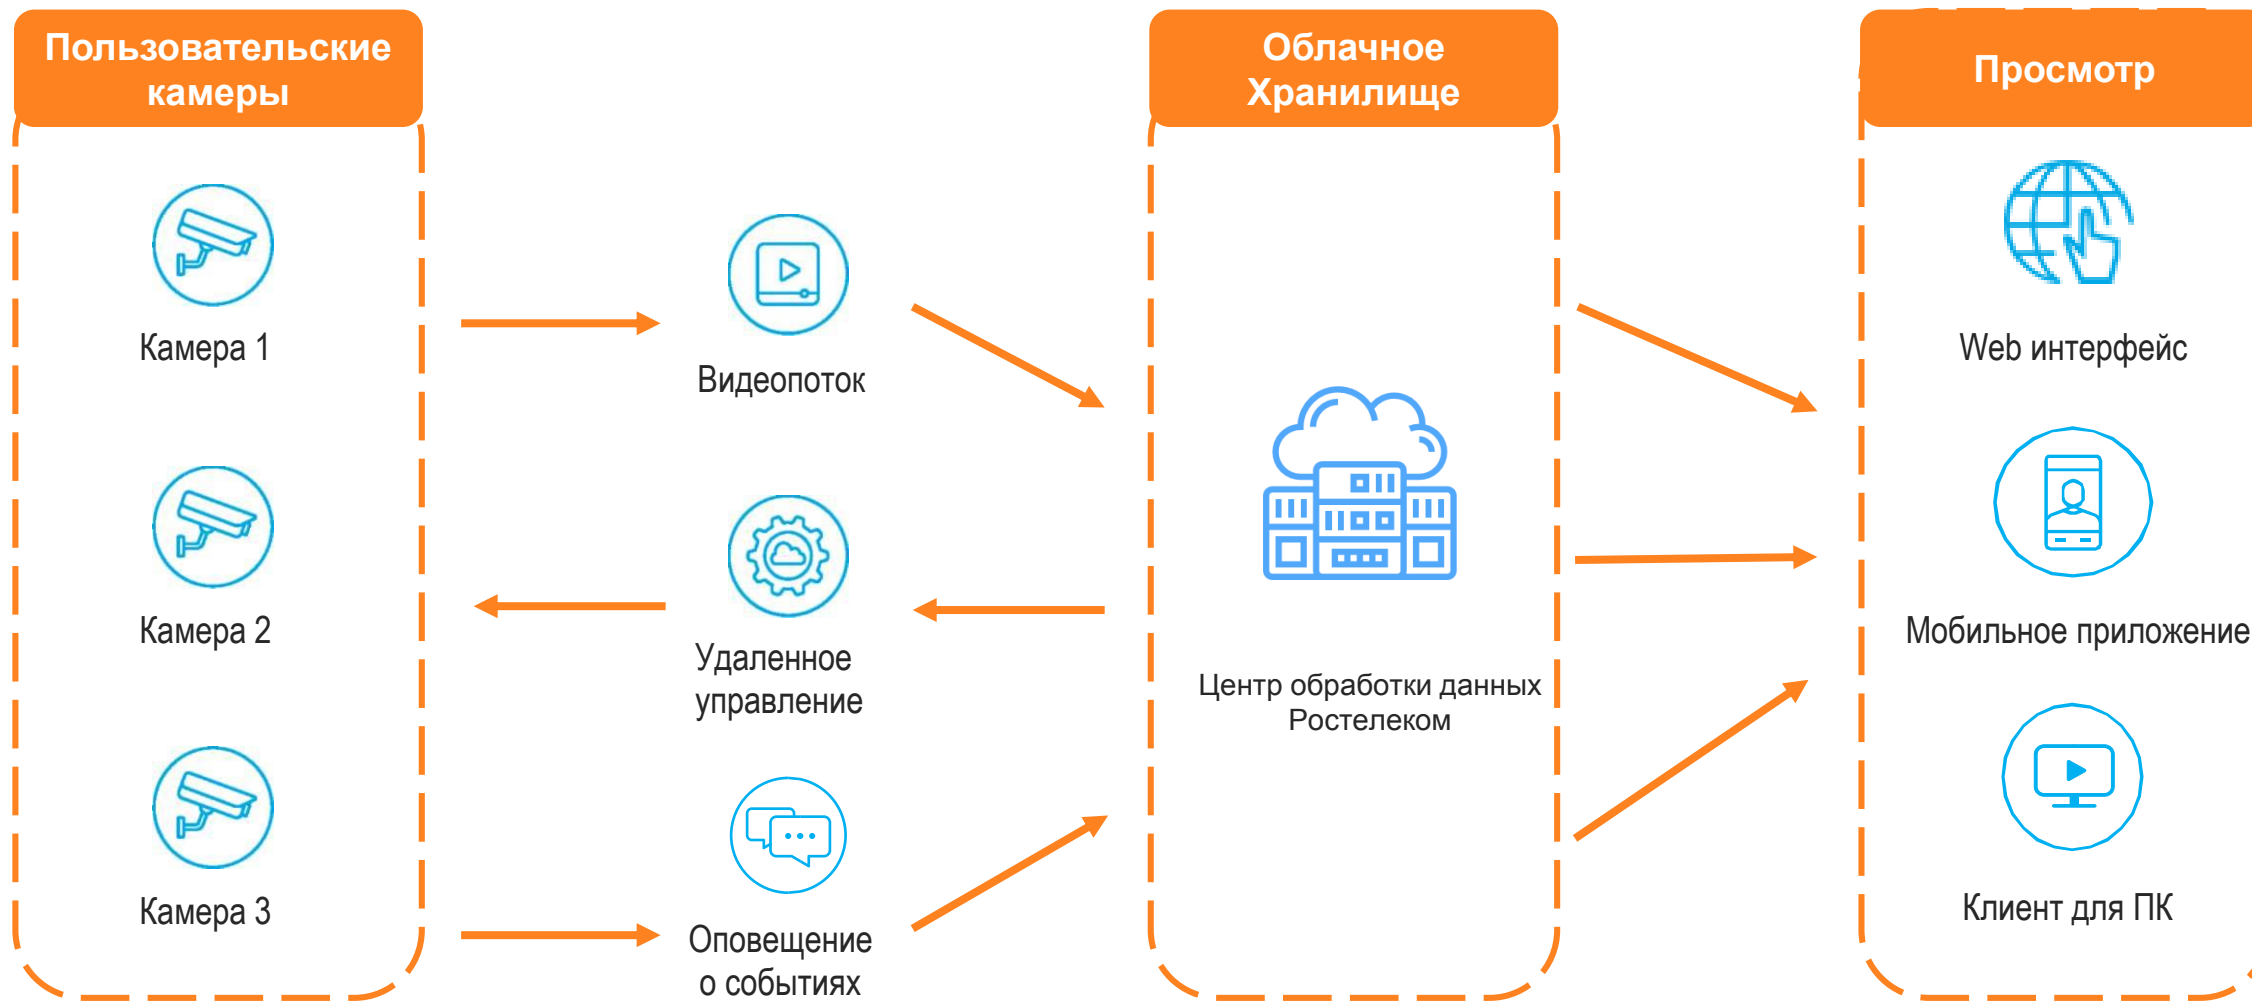 Пользовательские
камеры
Облачное
Хранилище
Просмотр
Камера 1
Видеопоток
Web интерфейс
Камера 2
Удаленное
управление
Центр обработки данных
Ростелеком
Мобильное приложение
Камера 3
Оповещение
о событиях
Клиент для ПК